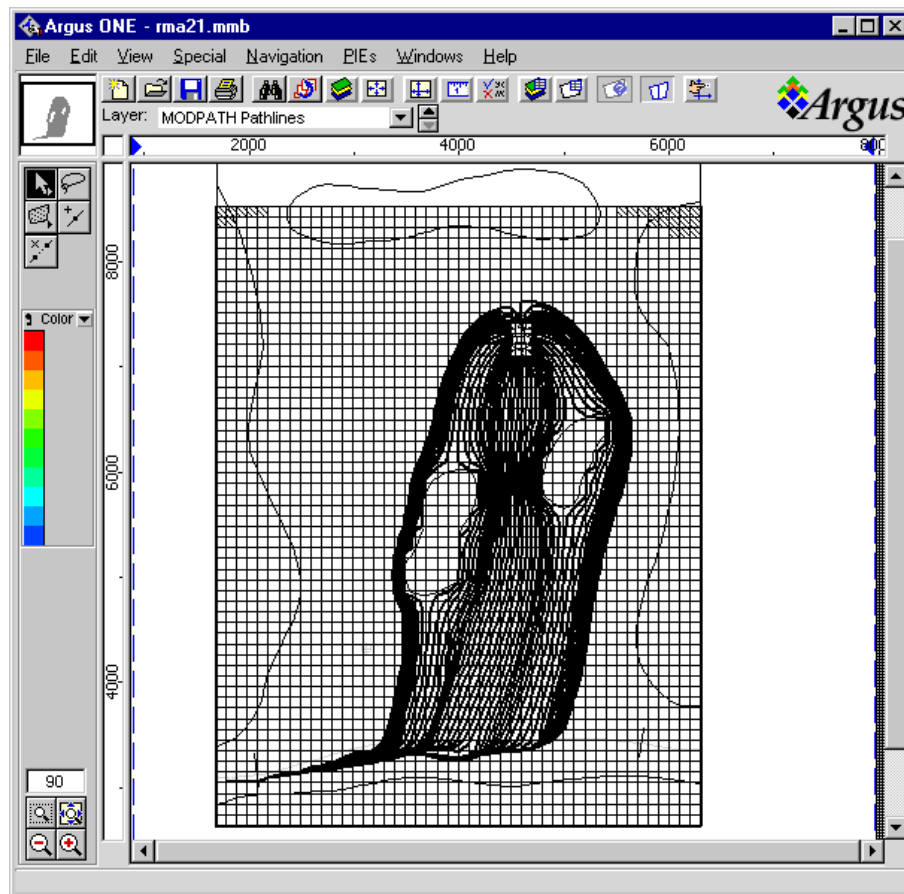 Argus ONE - rma21.mmb
File Edit View Special Navigation PIEs Windows Help
Layer: MODPATH Pathlines
Argus
2000 4000 6000
8000
6000
4000
Color
90